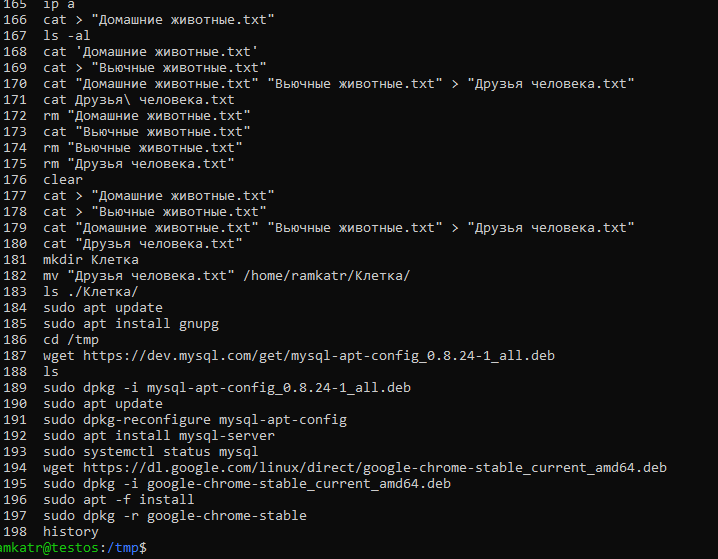 165 ip a
166 cat > "Домашние животные.txt"
167 ls -al
168 cat 'Домашние животные.txt'
169 cat > "Вьючные животные.txt"
170 cat "Домашние животные.txt" "Вьючные животные.txt" > "Друзья человека.txt"
171 cat Друзья\ человека.txt
172 rm "Домашние животные.txt"
173 cat "Вьючные животные.txt"
174 rm "Вьючные животные.txt"
175 rm "Друзья человека.txt"
176 clear
177 cat > "Домашние животные.txt"
178 cat > "Вьючные животные.txt"
179 cat "Домашние животные.txt" "Вьючные животные.txt" > "Друзья человека.txt"
180 cat "Друзья человека.txt"
181 mkdir Клетка
182 mv "Друзья человека.txt" /home/ramkatr/Клетка/
183 ls ./Клетка/
184 sudo apt update
185 sudo apt install gnupg
186 cd /tmp
187 wget https://dev.mysql.com/get/mysql-apt-config_0.8.24-1_all.deb
188 ls
189 sudo dpkg -i mysql-apt-config_0.8.24-1_all.deb
190 sudo apt update
191 sudo dpkg-reconfigure mysql-apt-config
192 sudo apt install mysql-server
193 sudo systemctl status mysql
194 wget https://dl.google.com/linux/direct/google-chrome-stable_current_amd64.deb
195 sudo dpkg -i google-chrome-stable_current_amd64.deb
196 sudo apt -f install
197 sudo dpkg -r google-chrome-stable
198 history
amkatr@testos:/tmp$